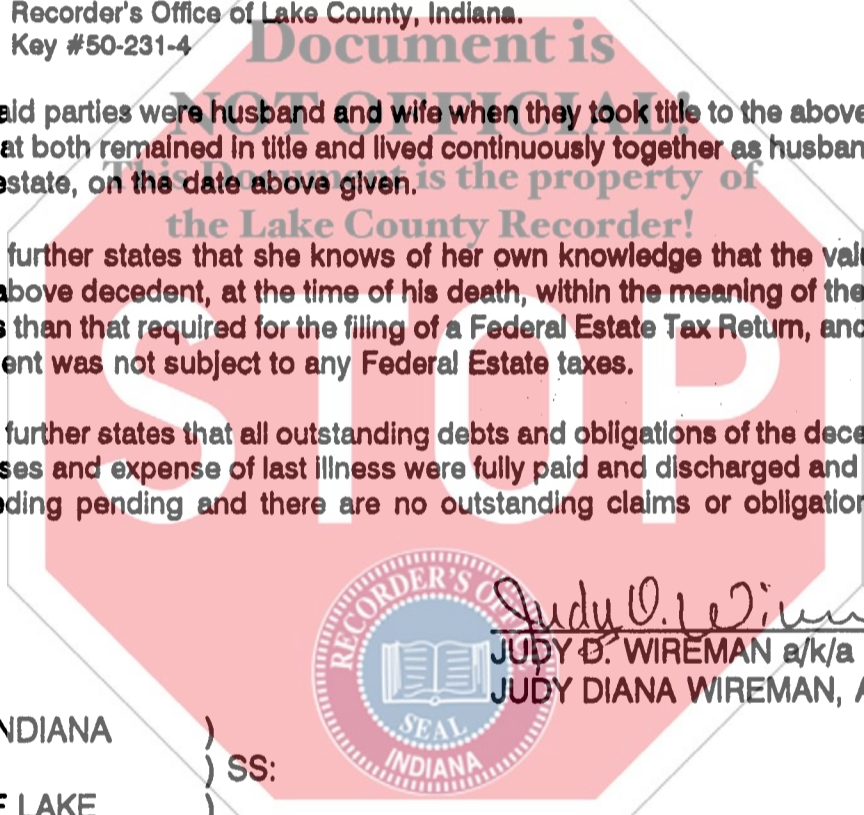 Recorder's Office of Lake County, Indiana.
Key #50-231-4
Document is
NOT OFFICIAL!
This Document is the property of
the Lake County Recorder!
aid parties were husband and wife when they took title to the above
at both remained in title and lived continuously together as husban
estate, on the date above given.
further states that she knows of her own knowledge that the val
above decedent, at the time of his death, within the meaning of the
s than that required for the filing of a Federal Estate Tax Return, and
ent was not subject to any Federal Estate taxes.
further states that all outstanding debts and obligations of the dece
ses and expense of last illness were fully paid and discharged and
ding pending and there are no outstanding claims or obligation
STOP
RECORDER'S OFFICE
SEAL
INDIANA
Judy D. Wirem
JUDY D. WIREMAN a/k/a
JUDY DIANA WIREMAN, A
NDIANA )
) SS:
F LAKE )